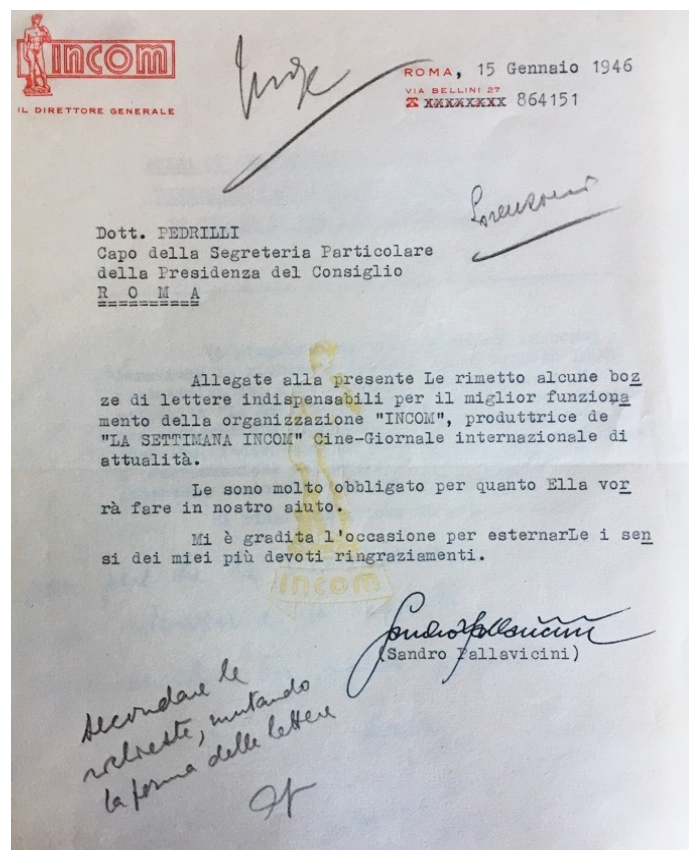 INCOM
IL DIRETTORE GENERALE
ROMA, 15 Gennaio 1946
VIA BELLINI 27
xxxxxxxx 864151
Dott. PEDRILLI
Capo della Segreteria Particolare
della Presidenza del Consiglio
R O M A
==========
Allegate alla presente Le rimetto alcune boz
ze di lettere indispensabili per il miglior funziona
mento della organizzazione "INCOM", produttrice de
"LA SETTIMANA INCOM" Cine-Giornale internazionale di
attualità.
Le sono molto obbligato per quanto Ella vor
rà fare in nostro aiuto.
Mi è gradita l'occasione per esternarLe i sen
si dei miei più devoti ringraziamenti.
INCOM
Sandro Pallavicini
(Sandro Pallavicini)
secondare le
richieste, mutando
la forma delle lettere